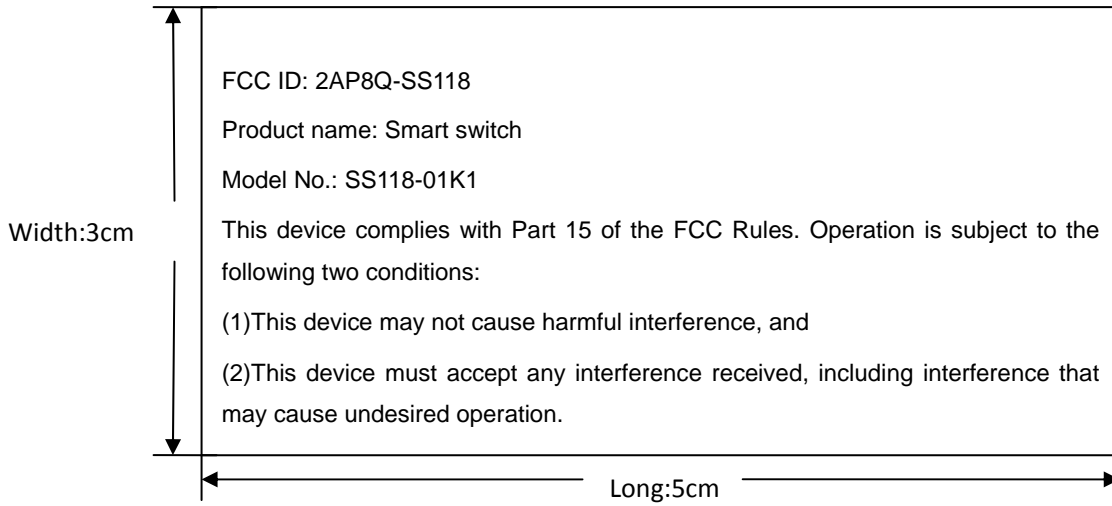 FCC ID: 2AP8Q-SS118
Product name: Smart switch
Model No.: SS118-01K1
Width:3cm
This device complies with Part 15 of the FCC Rules. Operation is subject to the
following two conditions:
(1)This device may not cause harmful interference, and
(2)This device must accept any interference received, including interference that
may cause undesired operation.
Long:5cm